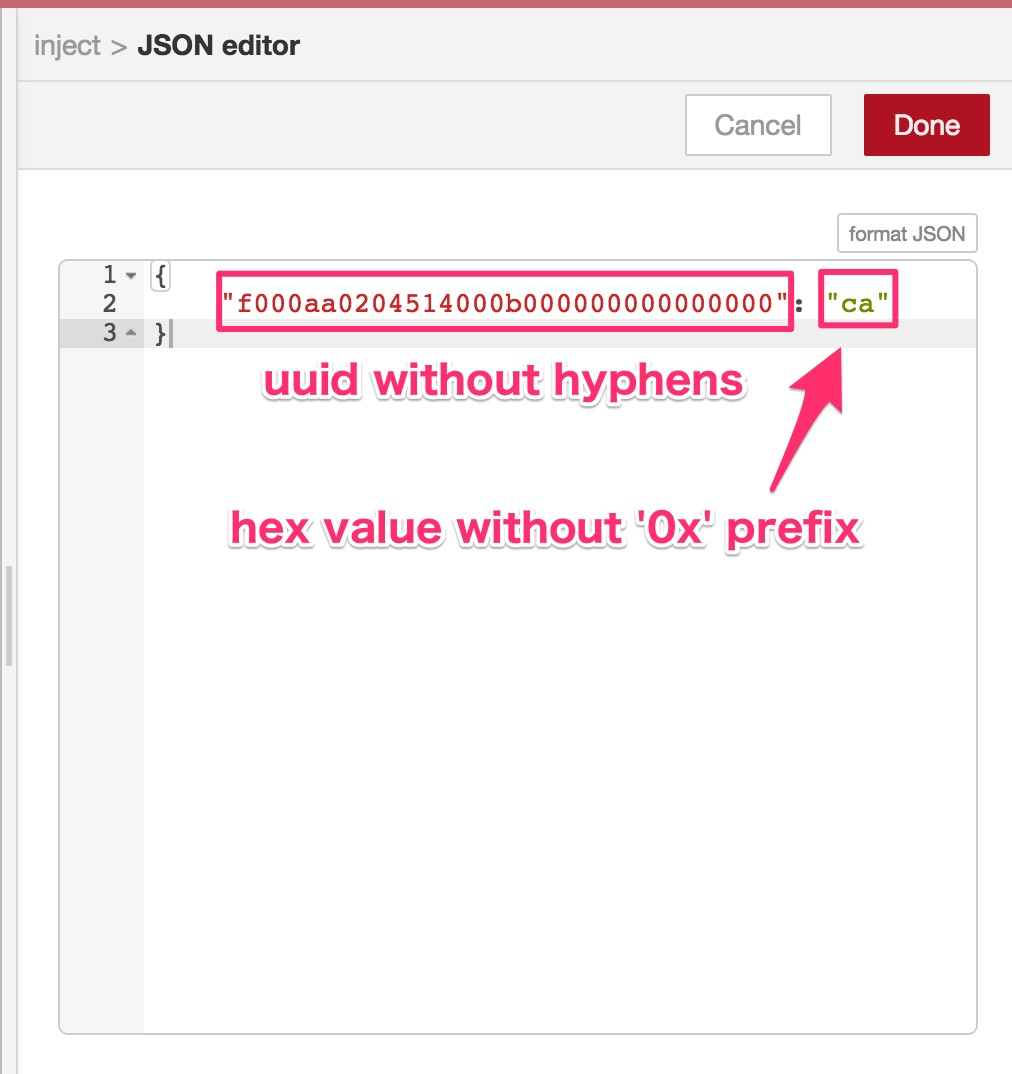 inject > JSON editor
Cancel
Done
format JSON
1 {
2 "f000aa0204514000b000000000000000": "ca"
3 }
uuid without hyphens
hex value without '0x' prefix